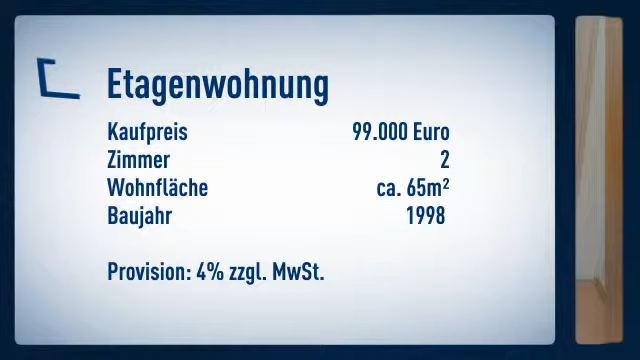 Etagenwohnung
Kaufpreis 99.000 Euro
Zimmer 2
Wohnfläche ca. 65m²
Baujahr 1998
Provision: 4% zzgl. MwSt.